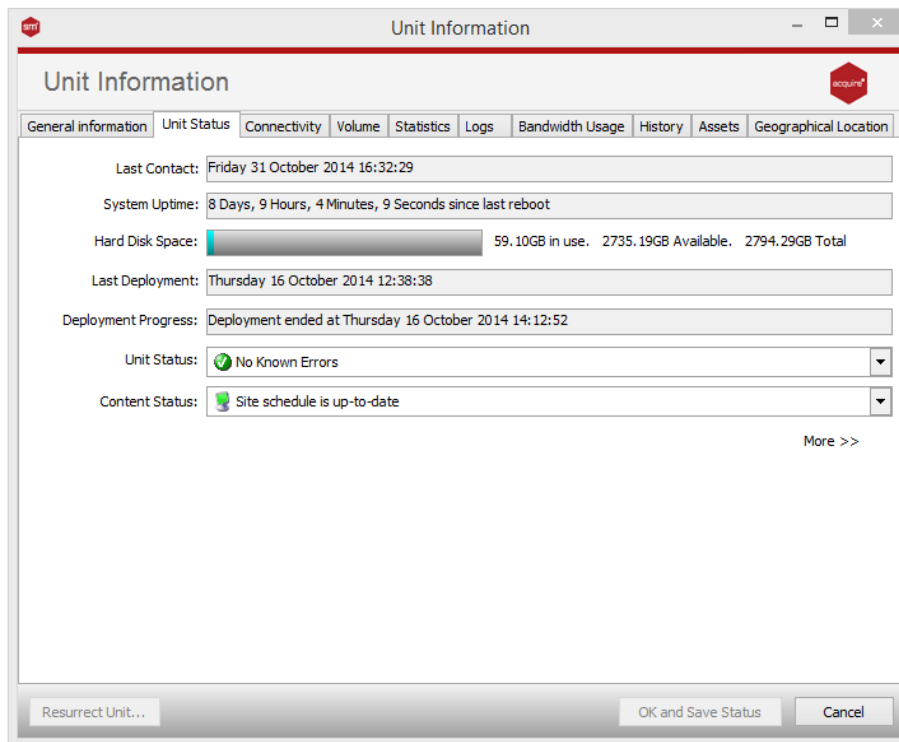 sm
Unit Information
Unit Information
acquire
General information Unit Status Connectivity Volume Statistics Logs Bandwidth Usage History Assets Geographical Location
Last Contact: Friday 31 October 2014 16:32:29
System Uptime: 8 Days, 9 Hours, 4 Minutes, 9 Seconds since last reboot
Hard Disk Space: 59.10GB in use. 2735.19GB Available. 2794.29GB Total
Last Deployment: Thursday 16 October 2014 12:38:38
Deployment Progress: Deployment ended at Thursday 16 October 2014 14:12:52
Unit Status: No Known Errors
Content Status: Site schedule is up-to-date
More >>
Resurrect Unit... OK and Save Status Cancel